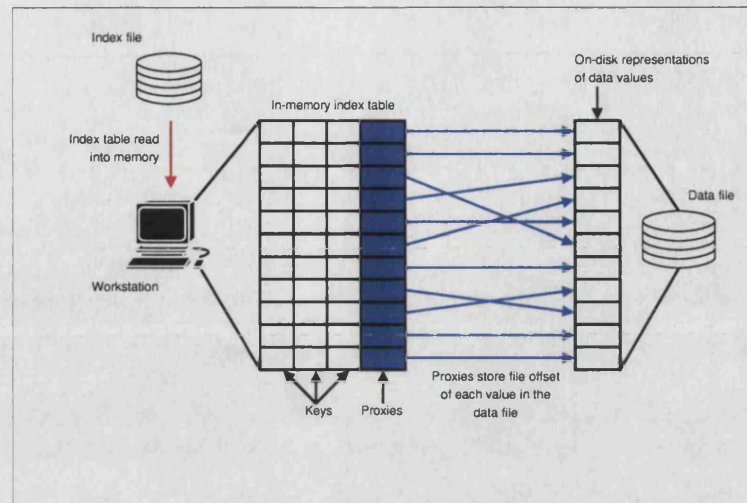 Index file
On-disk representations
of data values
In-memory index table
Index table read
into memory
Data file
Workstation
Proxies store file offset
of each value in the
data file
Keys
Proxies